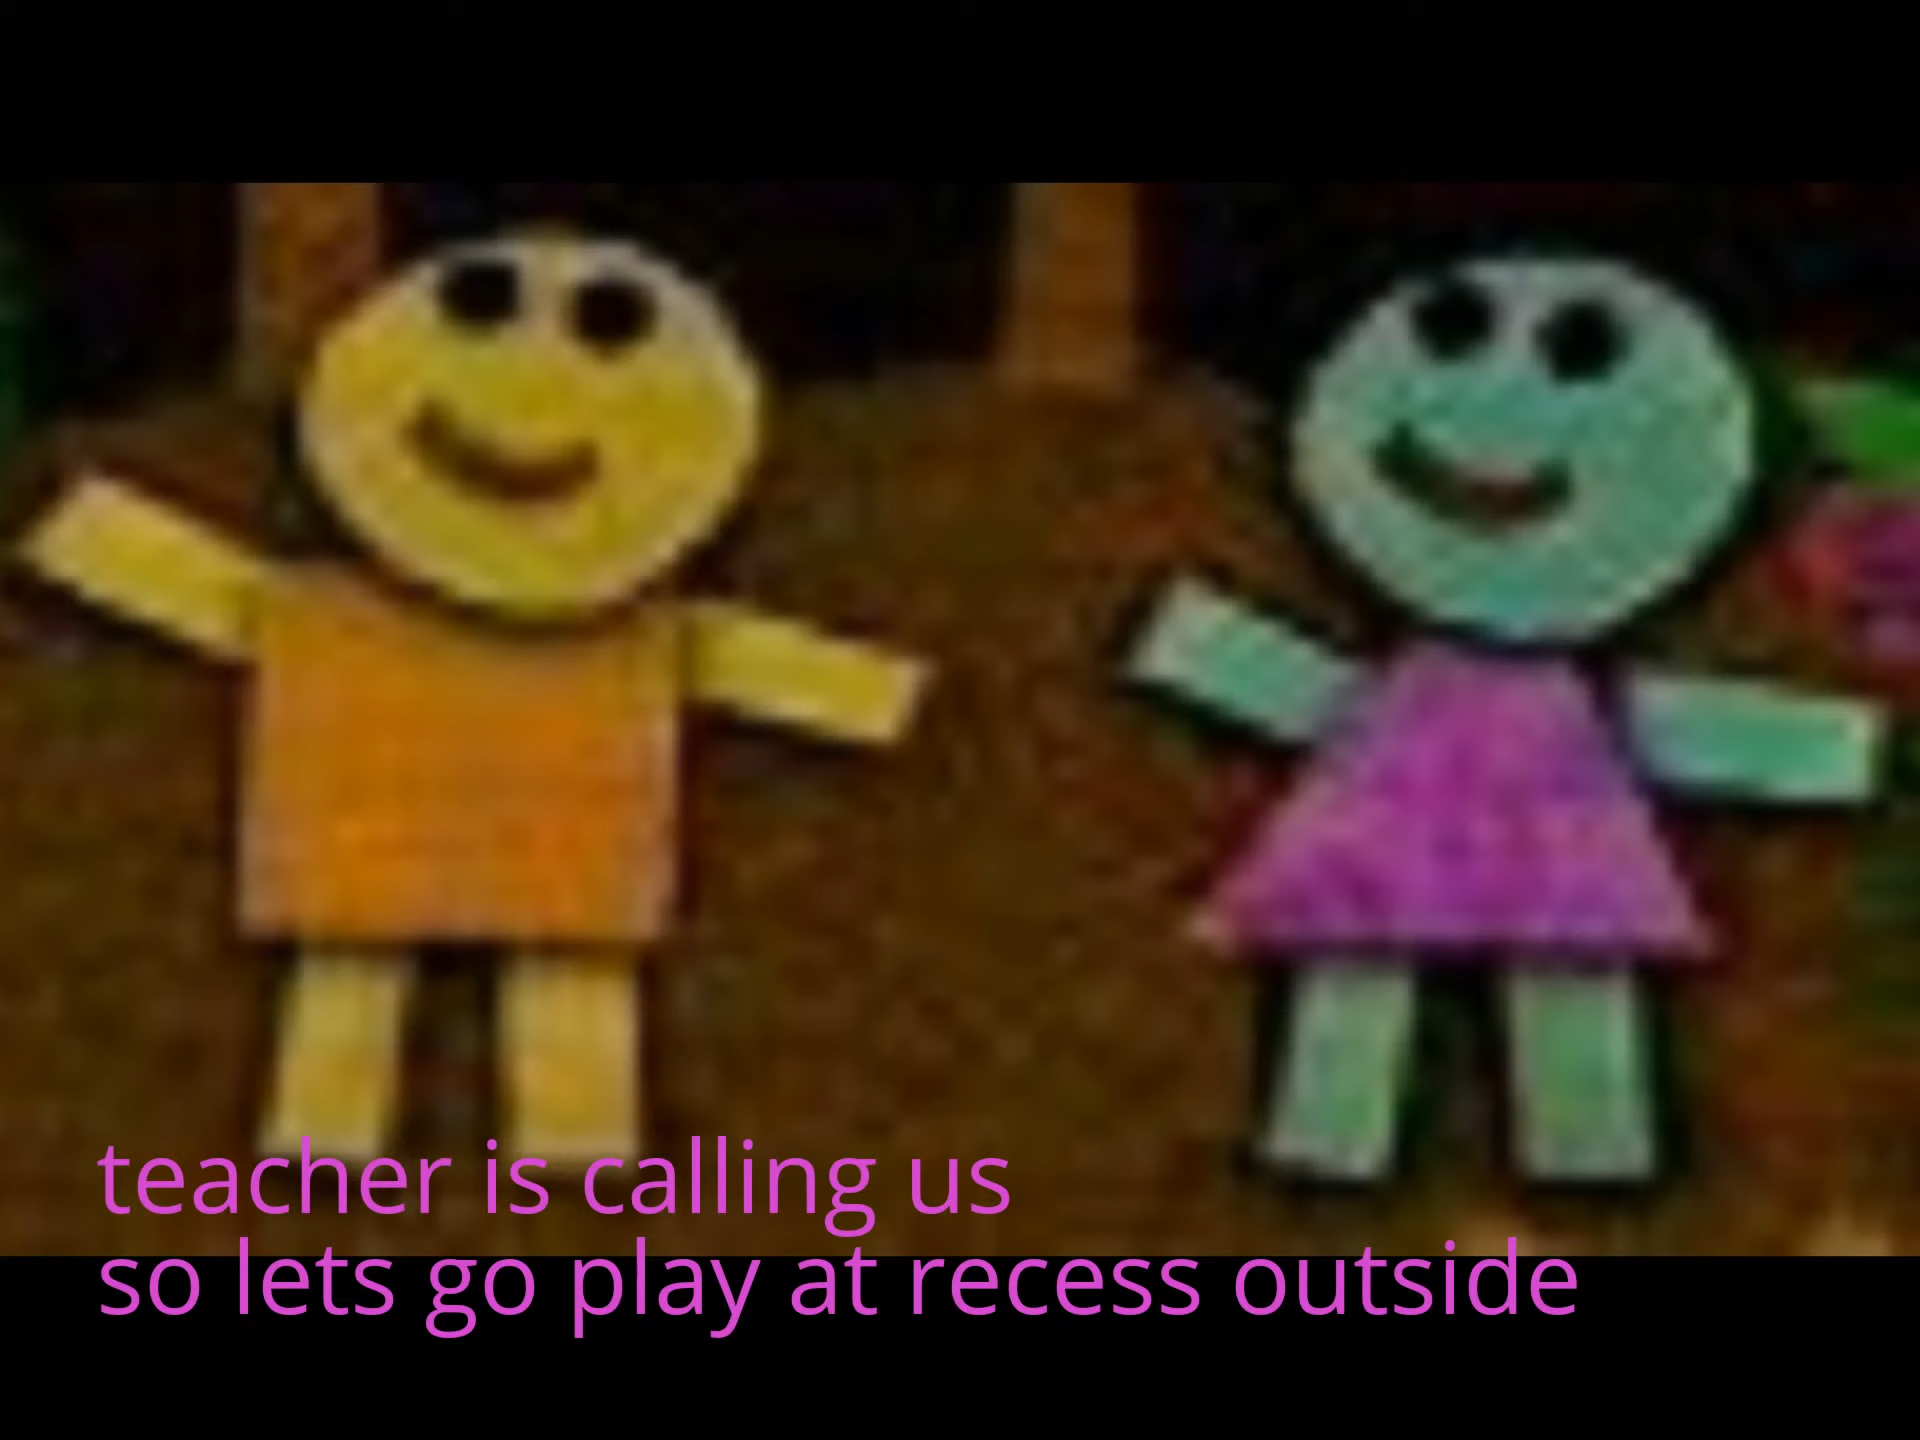 teacher is calling us
so lets go play at recess outside